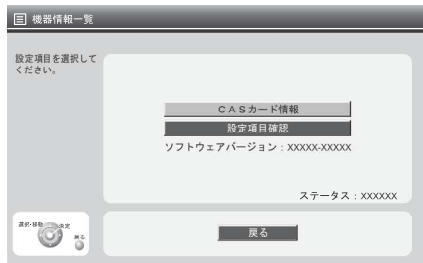 機器情報一覧
設定項目を選択して
ください。
CASカード情報
設定項目確認
ソフトウェアバージョン:XXXXX-XXXXX
ステータス:XXXXXX
選択・移動
決定
戻る
戻る